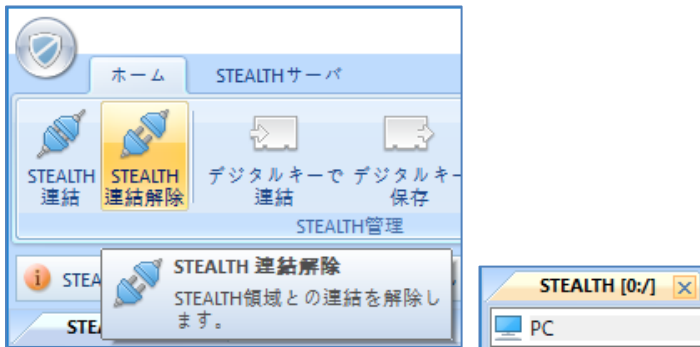 ホーム STEALTHサーバ
STEALTH
連結
STEALTH
連結解除
デジタルキーで
連結
デジタルキー
保存
STEALTH管理
STEA
STEALTH 連結解除
STEALTH領域との連結を解除し
ます。
STE
STEALTH [0:/]
PC